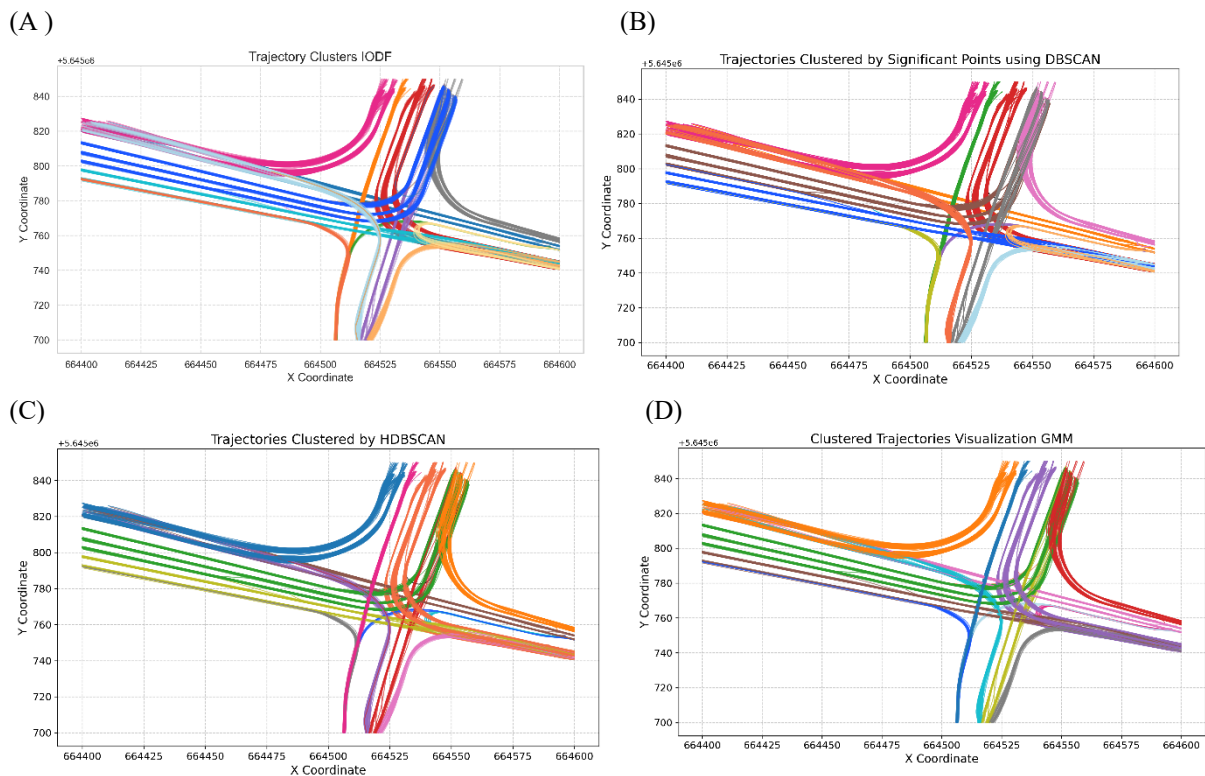 (A )
(B)
Trajectory Clusters IODF
Trajectories Clustered by Significant Points using DBSCAN
+5.645e6
+5.645e6
840
820
800
780
760
740
720
700
Y Coordinate
664400 664425 664450 664475 664500 664525 664550 664575 664600
X Coordinate
840
820
800
780
760
740
720
700
Y Coordinate
664400 664425 664450 664475 664500 664525 664550 664575 664600
X Coordinate
(C)
(D)
Trajectories Clustered by HDBSCAN
Clustered Trajectories Visualization GMM
+5.645e6
+5.645e6
840
820
800
780
760
740
720
700
Y Coordinate
664400 664425 664450 664475 664500 664525 664550 664575 664600
X Coordinate
840
820
800
780
760
740
720
700
Y Coordinate
664400 664425 664450 664475 664500 664525 664550 664575 664600
X Coordinate